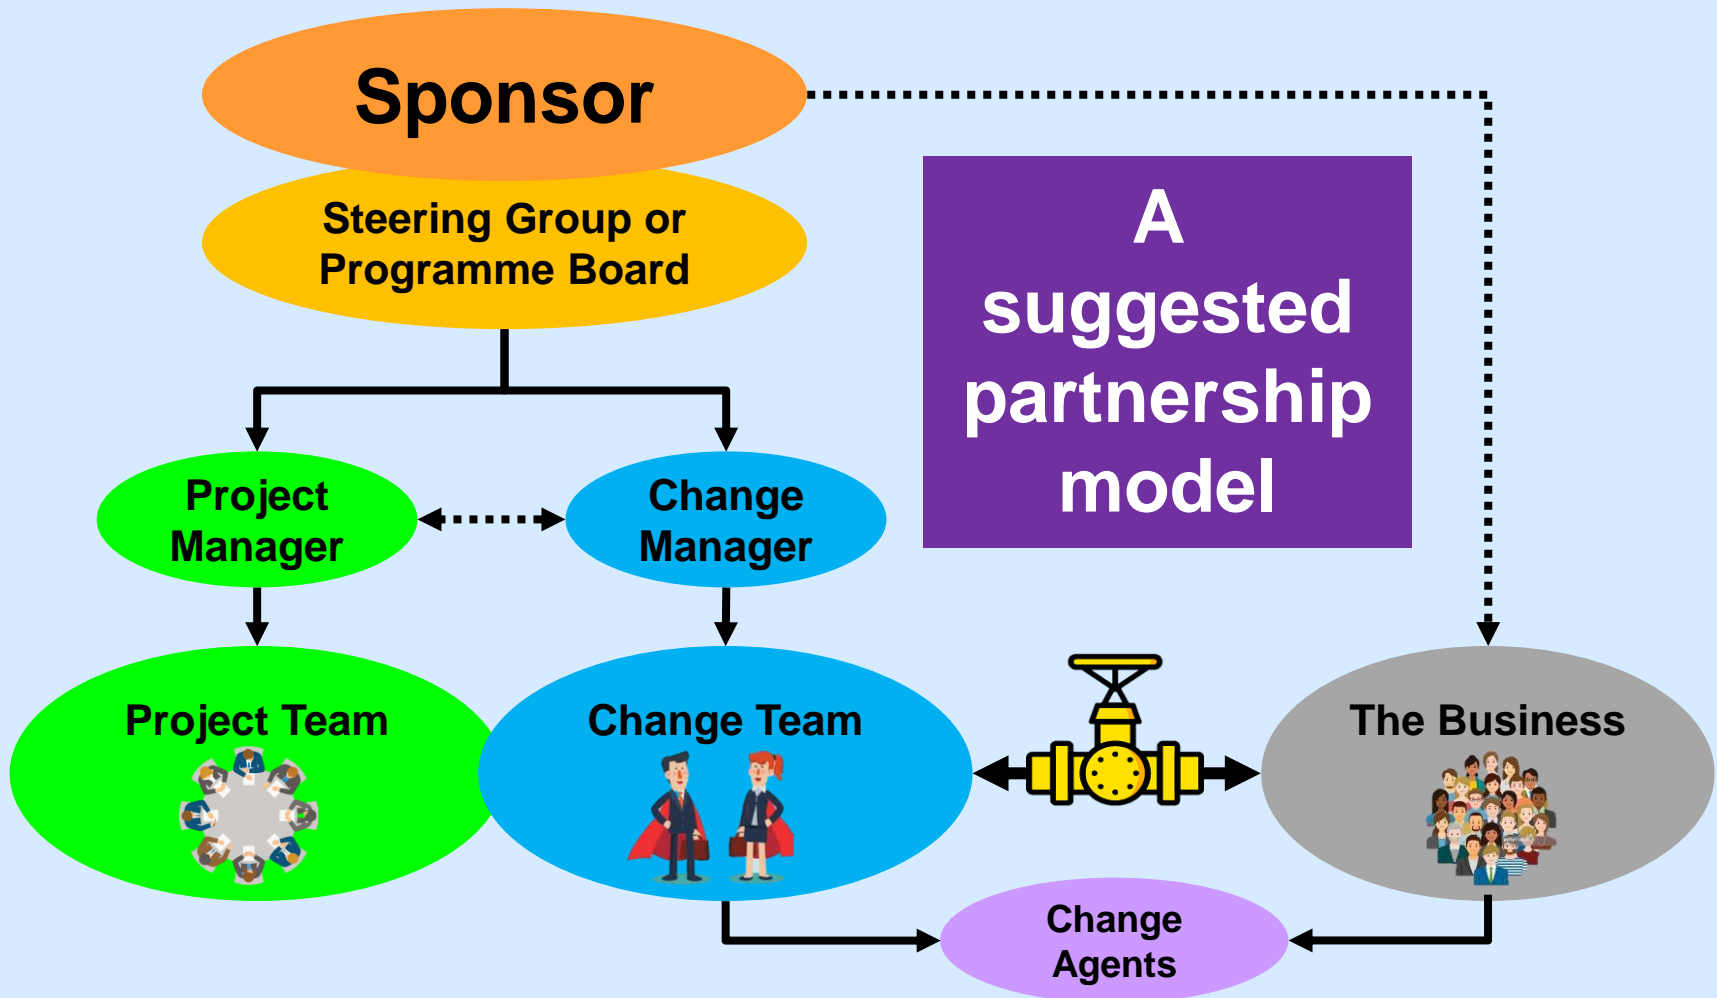 Sponsor
Steering Group or
Programme Board
A
suggested
partnership
model
Project
Manager
Change
Manager
Project Team
Change Team
The Business
Change
Agents